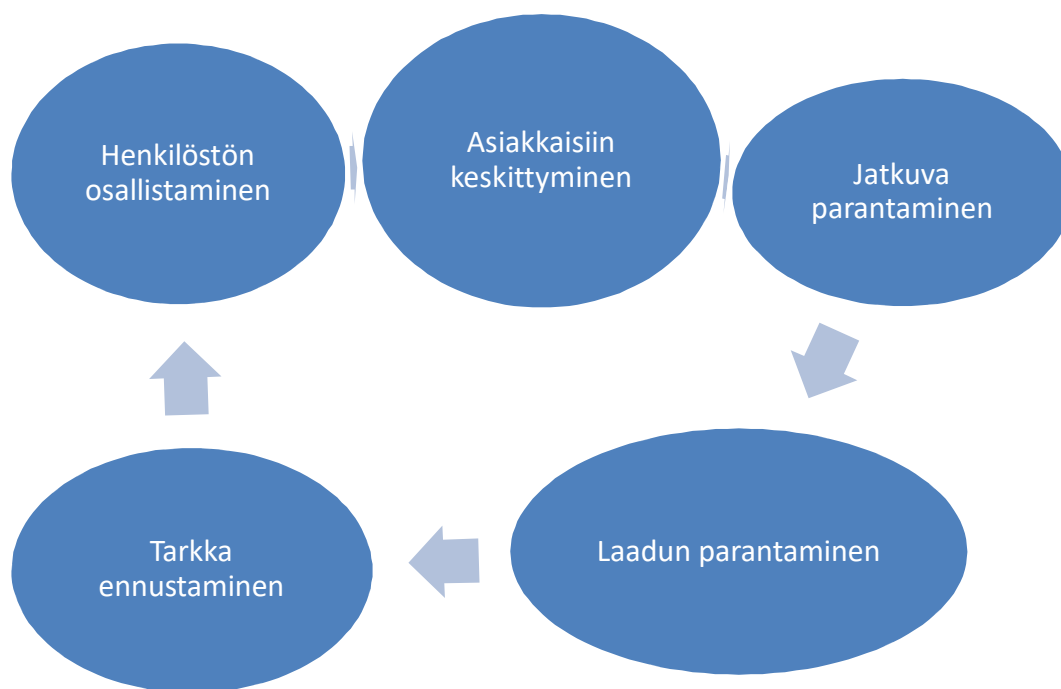 Henkilöstön
osallistaminen
Asiakkaisiin
keskittyminen
Jatkuva
parantaminen
Laadun parantaminen
Tarkka
ennustaminen